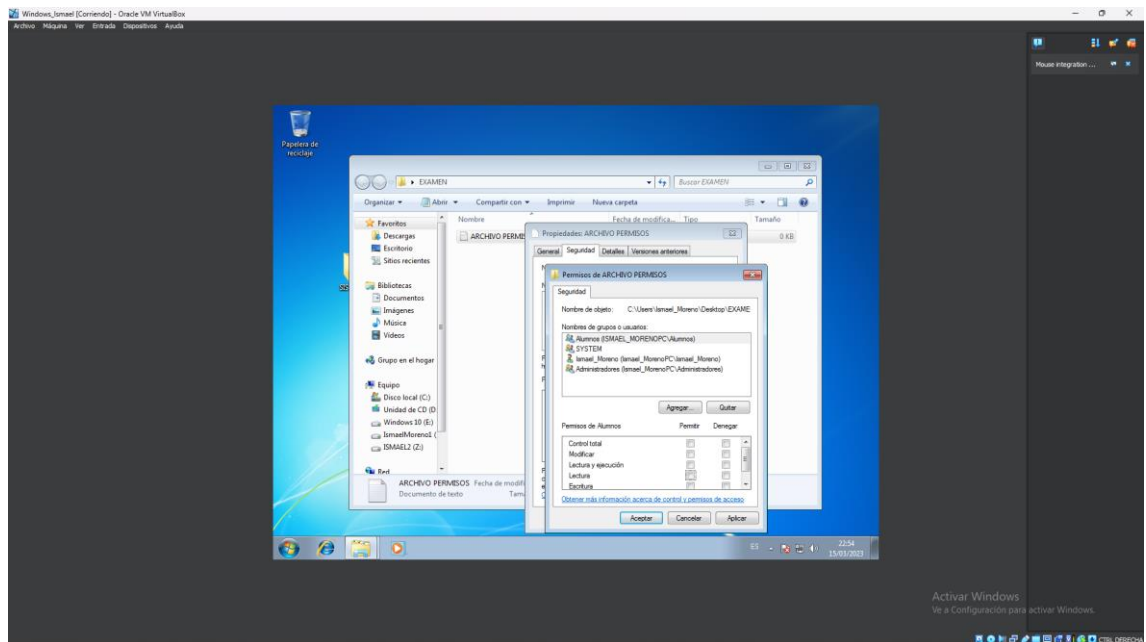 Windows_Ismael [Corriendo] - Oracle VM VirtualBox
Archivo Máquina Ver Entrada Dispositivos Ayuda
Mouse integration ...
Papelera de
reciclaje
EXAMEN
Buscar EXAMEN
Organizar Abrir Compartir con Imprimir Nueva carpeta
Nombre Fecha de modifica... Tipo Tamaño
ARCHIVO PERMIS
0 KB
Favoritos
Descargas
Escritorio
Sitios recientes
Bibliotecas
Documentos
Imágenes
Música
Vídeos
Grupo en el hogar
Equipo
Disco local (C:)
Unidad de CD (D
Windows 10 (E:)
IsmaelMoreno1 (
ISMAEL2 (Z:)
Red
SIS
ARCHIVO PERMISOS Fecha de modifi
Documento de texto Tam
Propiedades: ARCHIVO PERMISOS
General Seguridad Detalles Versiones anteriores
Permisos de ARCHIVO PERMISOS
Seguridad
Nombre de objeto: C:\Users\Ismael_Moreno\Desktop\EXAME
Nombres de grupos o usuarios:
Alumnos (ISMAEL_MORENOPC\Alumnos)
SYSTEM
Ismael_Moreno (Ismael_MorenoPC\Ismael_Moreno)
Administradores (Ismael_MorenoPC\Administradores)
Agregar... Quitar
Permisos de Alumnos Permitir Denegar
Control total
Modificar
Lectura y ejecución
Lectura
Escritura
Obtener más información acerca de control y permisos de acceso
Aceptar Cancelar Aplicar
ES
22:54
15/03/2023
Activar Windows
Ve a Configuración para activar Windows.
CTRL DERECHA